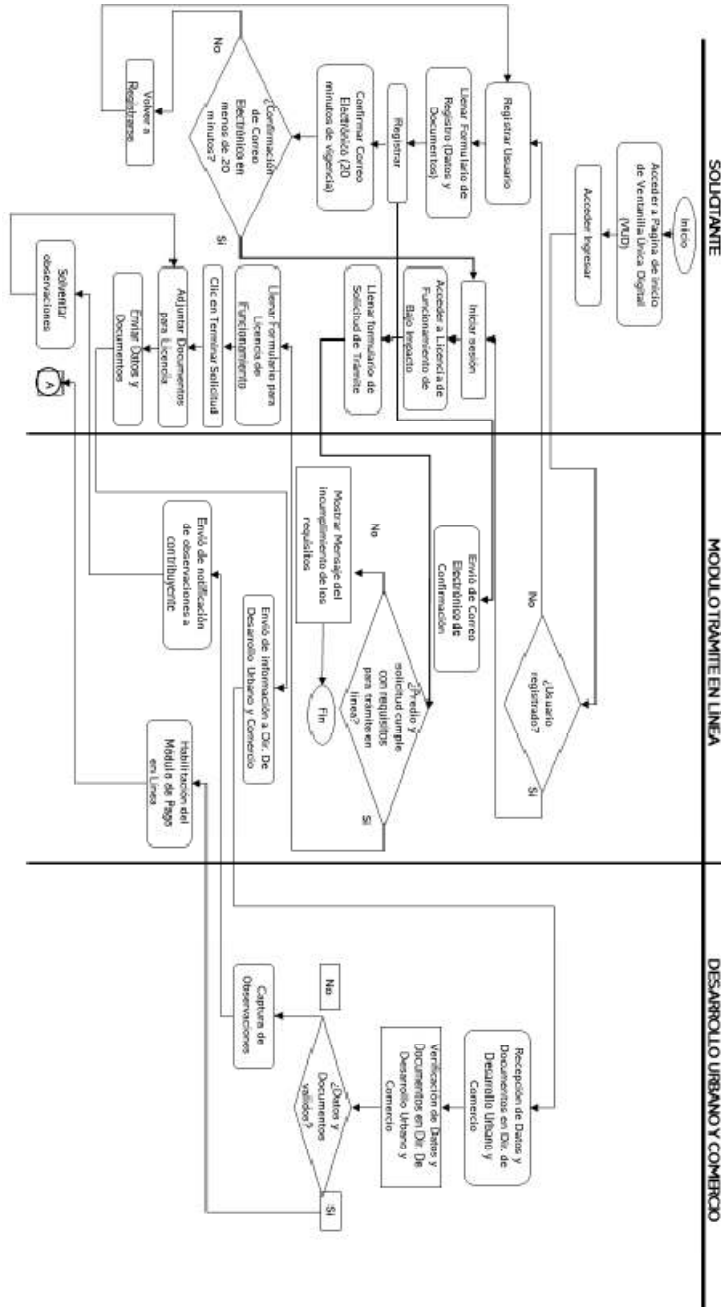 SOLICITANTE
Inicio
Acceder a Pagina de inicio
de Ventanilla Única Digital
(VUD)
Acceder Ingresar
Registrar Usuario
Llenar Formulario de
Registro (Datos y
Documentos)
Registrar
Confirmar Correo
Electrónico (20
minutos de vigencia)
¿Confirmación
de Correo
Electrónico en
menos de 20
minutos?
No
Si
Volver a
Registrarse
Iniciar sesión
Acceder a Licencia de
Funcionamiento de
Bajo Impacto
Llenar formulario de
Solicitud de Trámite
Llenar Formulario para
Licencia de
Funcionamiento
Clic en Terminar Solicitud
Adjuntar Documentos
para Licencia
Enviar Datos y
Documentos
Solventar
observaciones
A
MODULO TRÁMITE EN LÍNEA
¿Usuario
registrado?
No
Si
Envió de Correo
Electrónico de
Confirmación
¿Predio y
solicitud cumple
con requisitos
para trámite en
línea?
No
Si
Mostrar Mensaje del
incumplimiento de los
requisitos
Fin
Envió de información a Dir. De
Desarrollo Urbano y Comercio
Envió de notificación
de observaciones a
contribuyente
Habilitación del
Módulo de Pago
en Línea
DESARROLLO URBANO Y COMERCIO
Recepción de Datos y
Documentos en Dir. de
Desarrollo Urbano y
Comercio
Verificación de Datos y
Documentos en Dir. De
Desarrollo Urbano y
Comercio
¿Datos y
Documentos
validos?
No
Si
Captura de
Observaciones